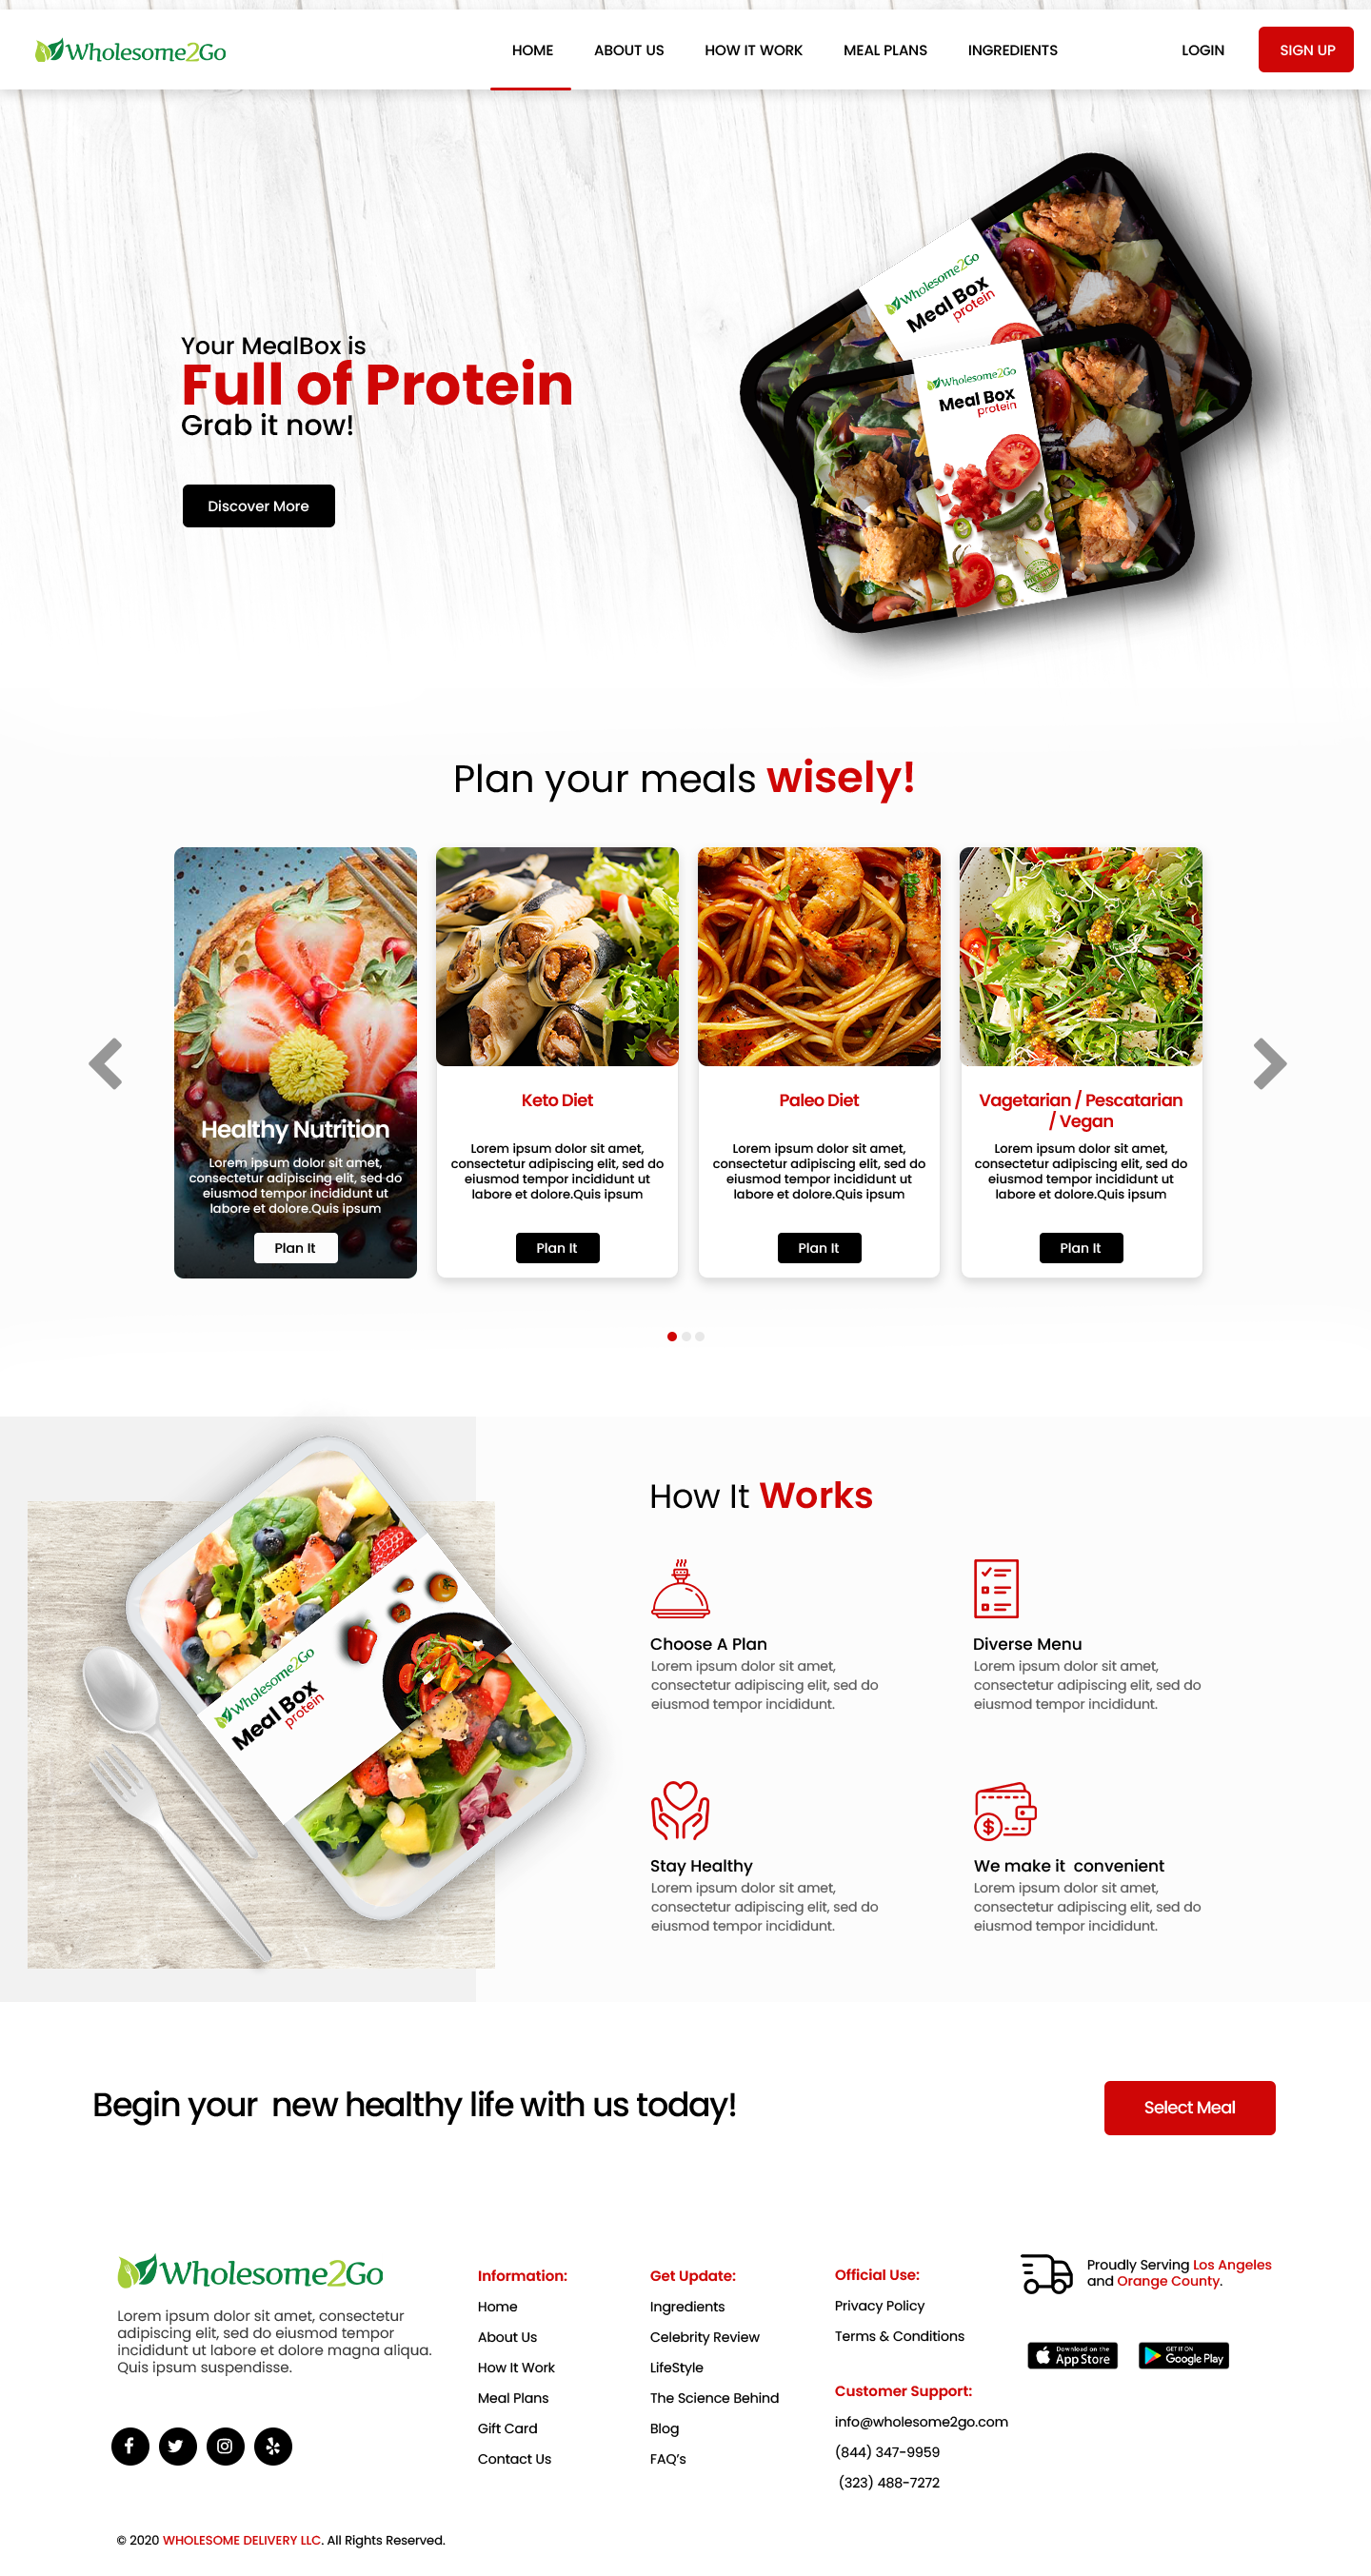 Wholesome2Go
HOME
ABOUT US
HOW IT WORK
MEAL PLANS
INGREDIENTS
LOGIN
SIGN UP
Your MealBox is
Full of Protein
Grab it now!
Discover More
Wholesome2Go
Meal Box
protein
Wholesome2Go
Meal Box
protein
Plan your meals wisely!
Healthy Nutrition
Lorem ipsum dolor sit amet,
consectetur adipiscing elit, sed do
eiusmod tempor incididunt ut
labore et dolore.Quis ipsum
Plan It
Keto Diet
Lorem ipsum dolor sit amet,
consectetur adipiscing elit, sed do
eiusmod tempor incididunt ut
labore et dolore.Quis ipsum
Plan It
Paleo Diet
Lorem ipsum dolor sit amet,
consectetur adipiscing elit, sed do
eiusmod tempor incididunt ut
labore et dolore.Quis ipsum
Plan It
Vagetarian / Pescatarian
/ Vegan
Lorem ipsum dolor sit amet,
consectetur adipiscing elit, sed do
eiusmod tempor incididunt ut
labore et dolore.Quis ipsum
Plan It
Wholesome2Go
Meal Box
protein
How It Works
Choose A Plan
Lorem ipsum dolor sit amet,
consectetur adipiscing elit, sed do
eiusmod tempor incididunt.
Diverse Menu
Lorem ipsum dolor sit amet,
consectetur adipiscing elit, sed do
eiusmod tempor incididunt.
Stay Healthy
Lorem ipsum dolor sit amet,
consectetur adipiscing elit, sed do
eiusmod tempor incididunt.
We make it  convenient
Lorem ipsum dolor sit amet,
consectetur adipiscing elit, sed do
eiusmod tempor incididunt.
Begin your  new healthy life with us today!
Select Meal
Wholesome2Go
Lorem ipsum dolor sit amet, consectetur
adipiscing elit, sed do eiusmod tempor
incididunt ut labore et dolore magna aliqua.
Quis ipsum suspendisse.
Information:
Home
About Us
How It Work
Meal Plans
Gift Card
Contact Us
Get Update:
Ingredients
Celebrity Review
LifeStyle
The Science Behind
Blog
FAQ's
Official Use:
Privacy Policy
Terms & Conditions
Customer Support:
info@wholesome2go.com
(844) 347-9959
(323) 488-7272
Proudly Serving Los Angeles
and Orange County.
Download on the
App Store
GET IT ON
Google Play
© 2020 WHOLESOME DELIVERY LLC. All Rights Reserved.